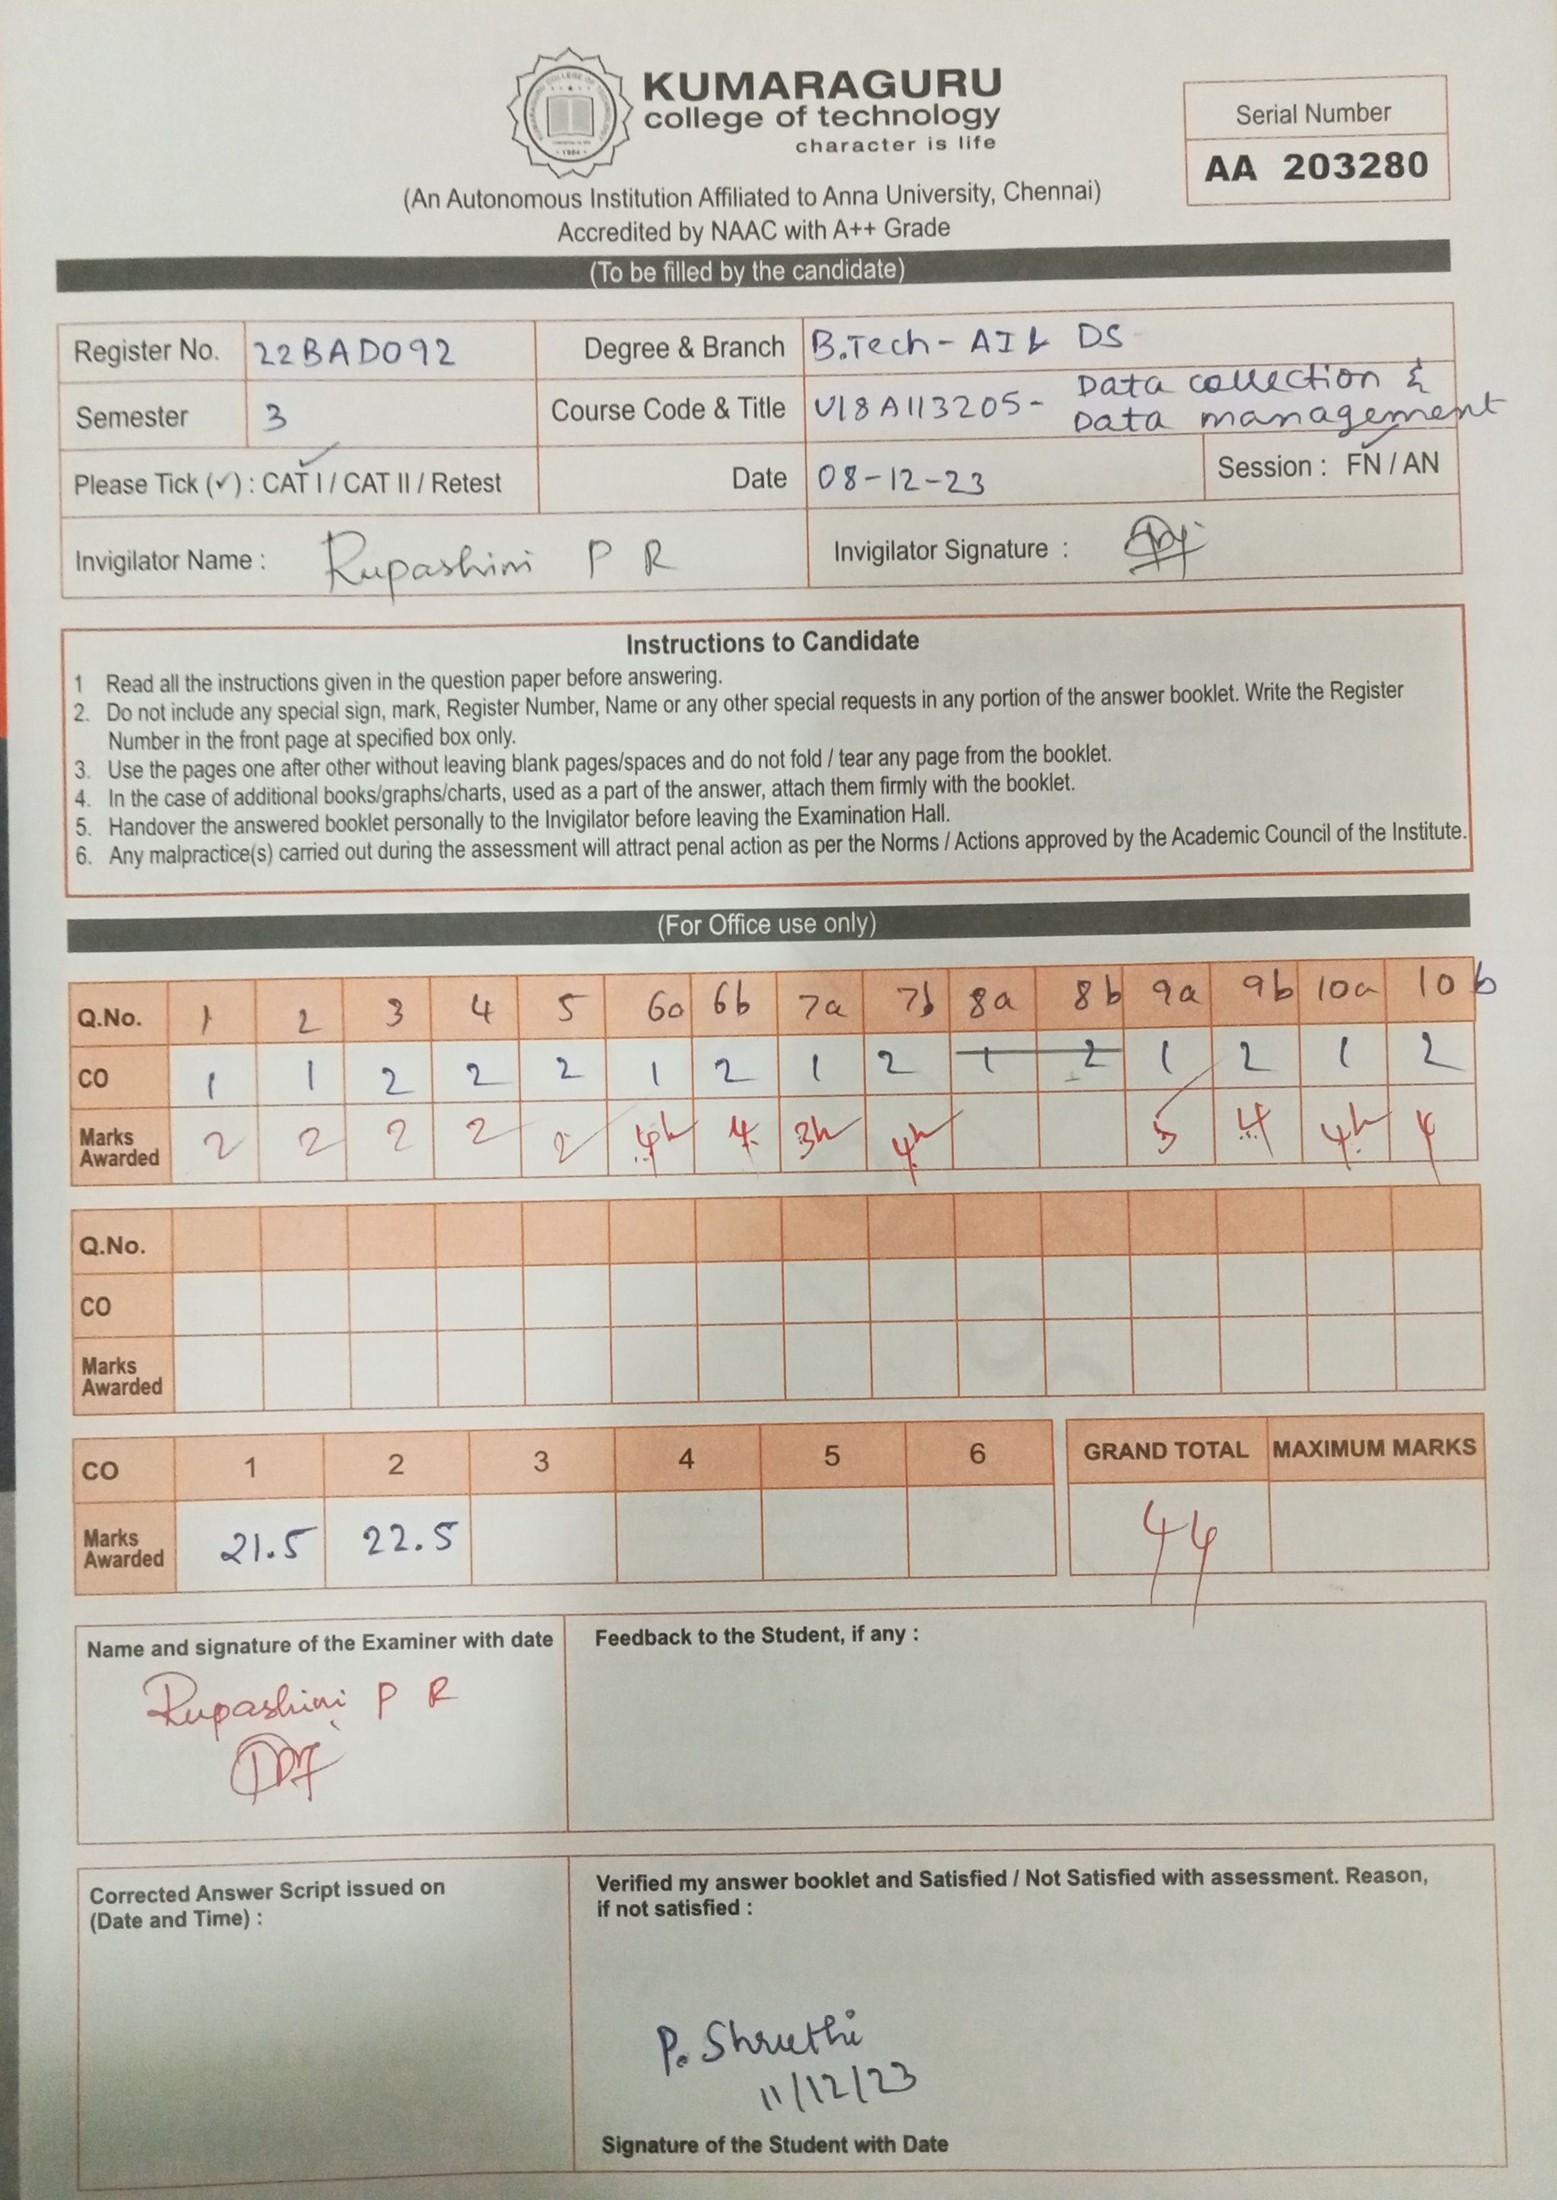 KUMARAGURU
college of technology
character is life
Serial Number
AA 203280
(An Autonomous Institution Affiliated to Anna University, Chennai)
Accredited by NAAC with A++ Grade
(To be filled by the candidate)
Register No. 22BAD092 Degree & Branch B.Tech - AI & DS
Semester 3 Course Code & Title U18AII3205 - Data collection &
Data management
Please Tick (✓) : CAT I / CAT II / Retest Date 08-12-23 Session : FN / AN
Invigilator Name : Rupashini P R Invigilator Signature :
Instructions to Candidate
1 Read all the instructions given in the question paper before answering.
2. Do not include any special sign, mark, Register Number, Name or any other special requests in any portion of the answer booklet. Write the Register
Number in the front page at specified box only.
3. Use the pages one after other without leaving blank pages/spaces and do not fold / tear any page from the booklet.
4. In the case of additional books/graphs/charts, used as a part of the answer, attach them firmly with the booklet.
5. Handover the answered booklet personally to the Invigilator before leaving the Examination Hall.
6. Any malpractice(s) carried out during the assessment will attract penal action as per the Norms / Actions approved by the Academic Council of the Institute.
(For Office use only)
Q.No. 1 2 3 4 5 6a 6b 7a 7b 8a 8b 9a 9b 10a 10b
CO 1 1 2 2 2 1 2 1 2 1 2 1 2 1 2
Marks Awarded 2 2 2 2 2 4½ 4 3½ 4½ 5 4 4½ 4
Q.No.
CO
Marks Awarded
CO 1 2 3 4 5 6 GRAND TOTAL MAXIMUM MARKS
Marks Awarded 21.5 22.5 44
Name and signature of the Examiner with date
Rupashini P R
Feedback to the Student, if any :
Corrected Answer Script issued on
(Date and Time) :
Verified my answer booklet and Satisfied / Not Satisfied with assessment. Reason,
if not satisfied :
P. Shruthi
11/12/23
Signature of the Student with Date